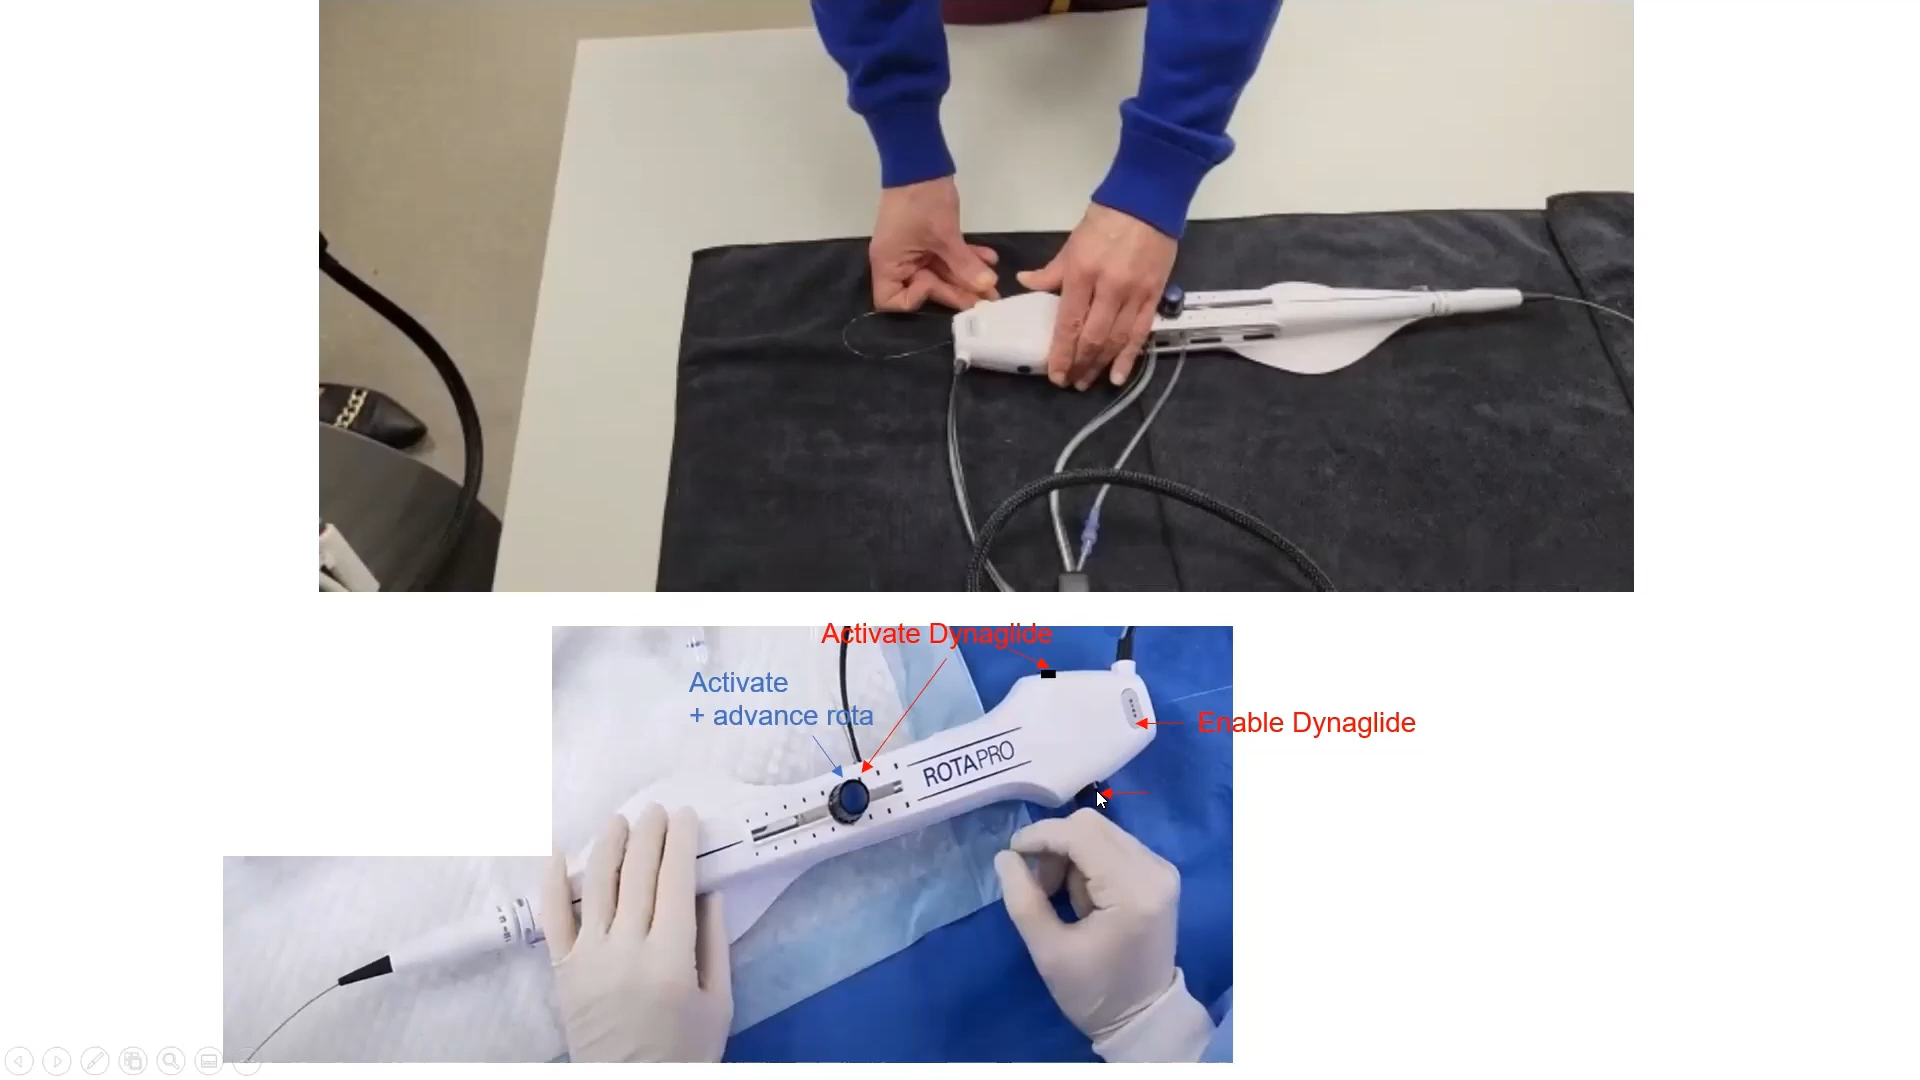 Activate Dynaglide
Activate
+ advance rota
Enable Dynaglide
ROTAPRO